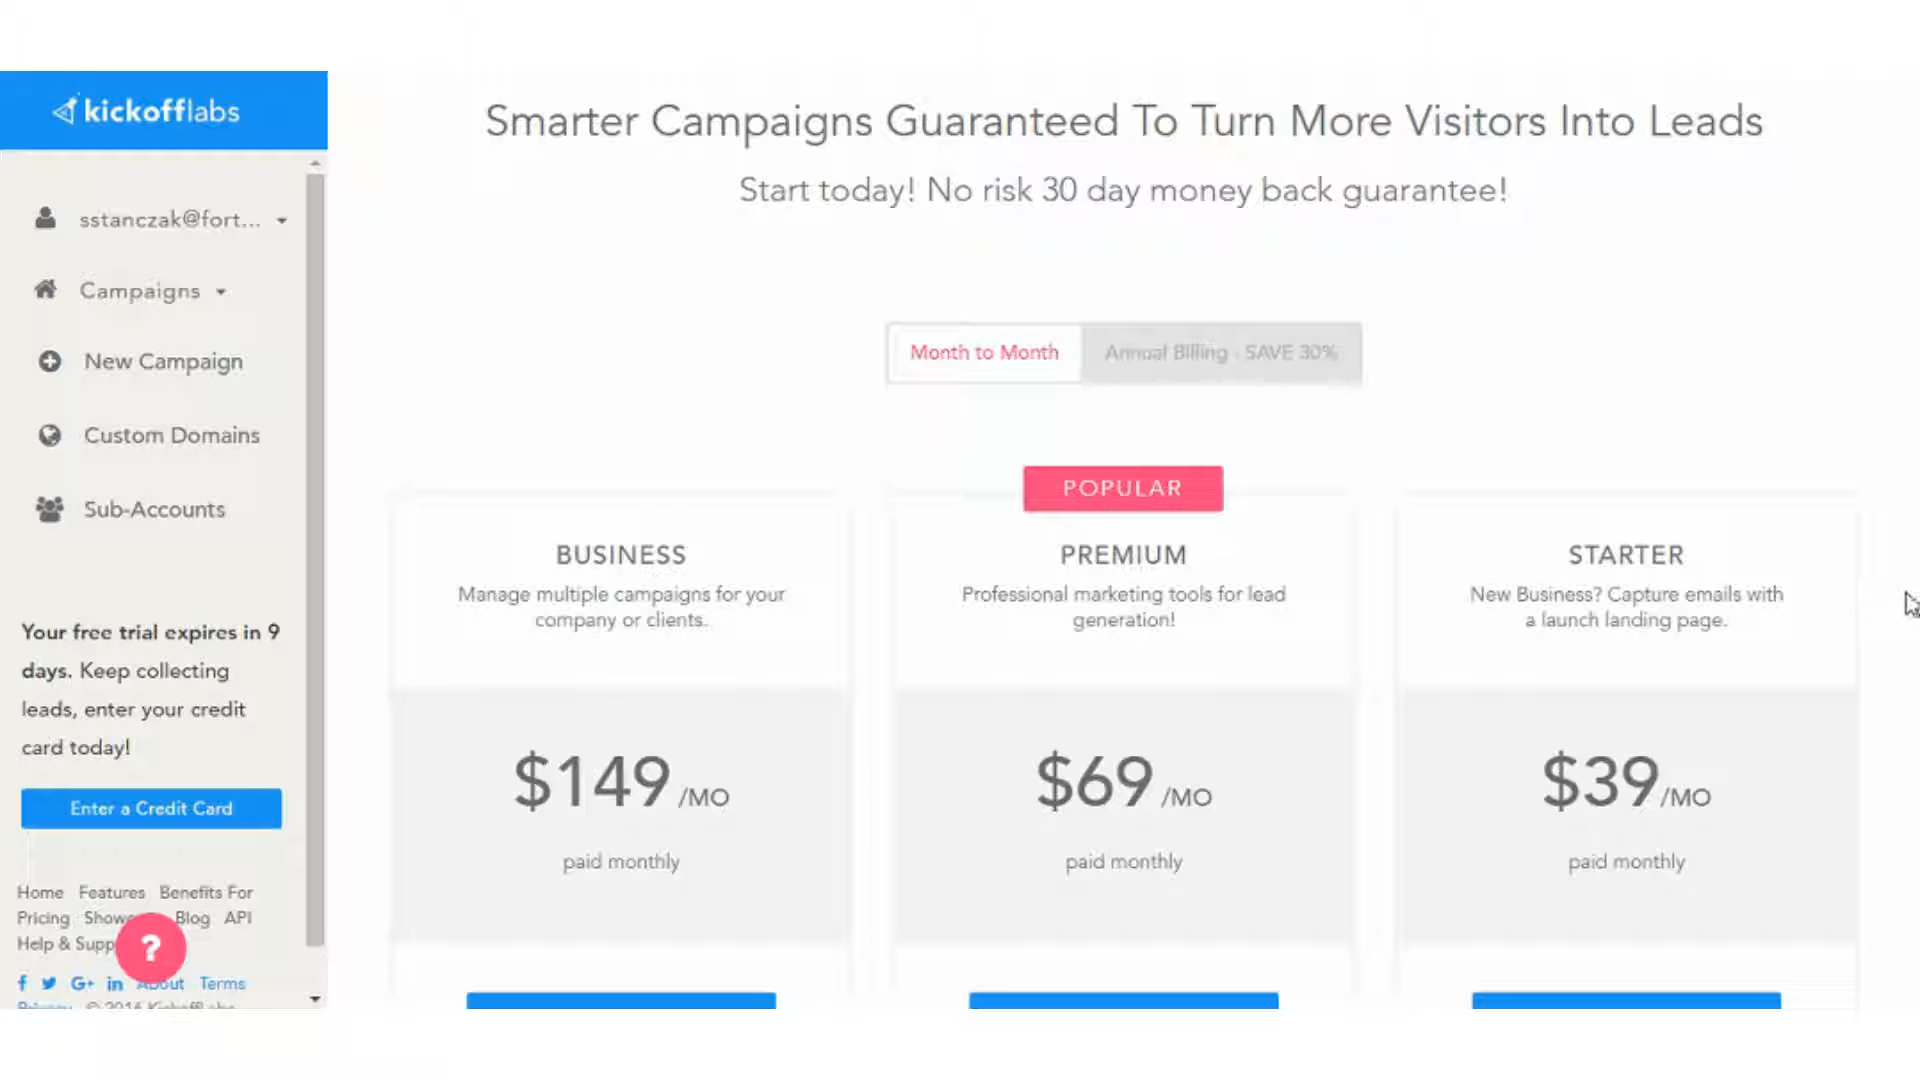 kickofflabs
sstanczak@fort...
Campaigns
New Campaign
Custom Domains
Sub-Accounts
Your free trial expires in 9
days. Keep collecting
leads, enter your credit
card today!
Enter a Credit Card
Home Features Benefits For
Pricing Blog API
Help &
About Terms
© 2016 KickoffLabs
Smarter Campaigns Guaranteed To Turn More Visitors Into Leads
Start today! No risk 30 day money back guarantee!
Month to Month
Annual Billing - SAVE 30%
BUSINESS
Manage multiple campaigns for your
company or clients.
$149 /MO
paid monthly
POPULAR
PREMIUM
Professional marketing tools for lead
generation!
$69 /MO
paid monthly
STARTER
New Business? Capture emails with
a launch landing page.
$39 /MO
paid monthly